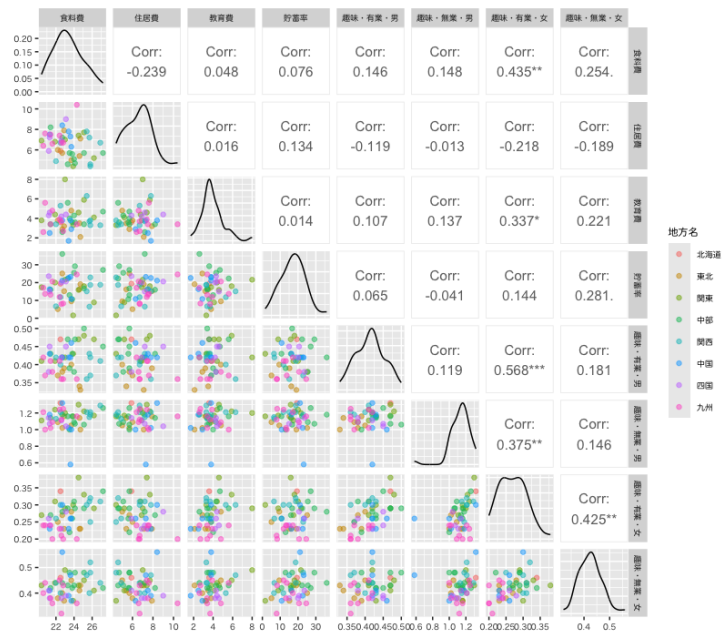 食料費 住居費 教育費 貯蓄率 趣味・有業・男 趣味・無業・男 趣味・有業・女 趣味・無業・女
0.20
0.15
0.10
0.05
0.00
Corr: Corr: Corr: Corr: Corr: Corr: Corr:
-0.239 0.048 0.076 0.146 0.148 0.435** 0.254.
食料費
10
8
6
Corr: Corr: Corr: Corr: Corr: Corr:
0.016 0.134 -0.119 -0.013 -0.218 -0.189
住居費
8
6
4
2
Corr: Corr: Corr: Corr: Corr:
0.014 0.107 0.137 0.337* 0.221
教育費
30
20
10
0
Corr: Corr: Corr: Corr:
0.065 -0.041 0.144 0.281.
貯蓄率
0.50
0.45
0.40
0.35
Corr: Corr: Corr:
0.119 0.568*** 0.181
趣味・有業・男
1.2
1.0
0.8
0.6
Corr: Corr:
0.375** 0.146
趣味・無業・男
0.35
0.30
0.25
0.20
Corr:
0.425**
趣味・有業・女
0.5
0.4
趣味・無業・女
22 24 26 4 6 8 10 2 4 6 8 0 10 20 30 0.35 0.40 0.45 0.50 0.6 0.8 1.0 1.2 0.20 0.25 0.30 0.35 0.4 0.5
地方名
北海道
東北
関東
中部
関西
中国
四国
九州